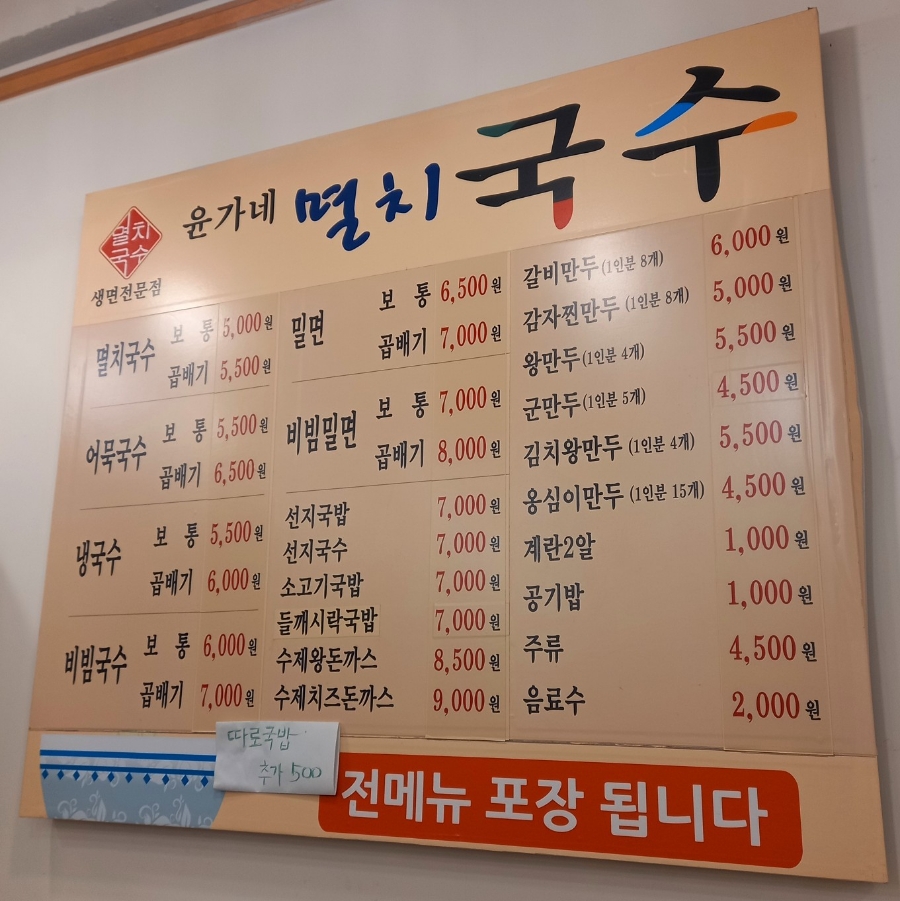 윤가네 멸치국수
멸치
국수
생면전문점
멸치국수 보통 5,000원
곱배기 5,500원
어묵국수 보통 5,500원
곱배기 6,500원
냉국수 보통 5,500원
곱배기 6,000원
비빔국수 보통 6,000원
곱배기 7,000원
밀면 보통 6,500원
곱배기 7,000원
비빔밀면 보통 7,000원
곱배기 8,000원
선지국밥 7,000원
선지국수 7,000원
소고기국밥 7,000원
들깨시락국밥 7,000원
수제왕돈까스 8,500원
수제치즈돈까스 9,000원
갈비만두(1인분 8개) 6,000원
감자찐만두 (1인분 8개) 5,000원
왕만두(1인분 4개) 5,500원
군만두(1인분 5개) 4,500원
김치왕만두 (1인분 4개) 5,500원
옹심이만두 (1인분 15개) 4,500원
계란2알 1,000원
공기밥 1,000원
주류 4,500원
음료수 2,000원
따로국밥
추가 500
전메뉴 포장 됩니다